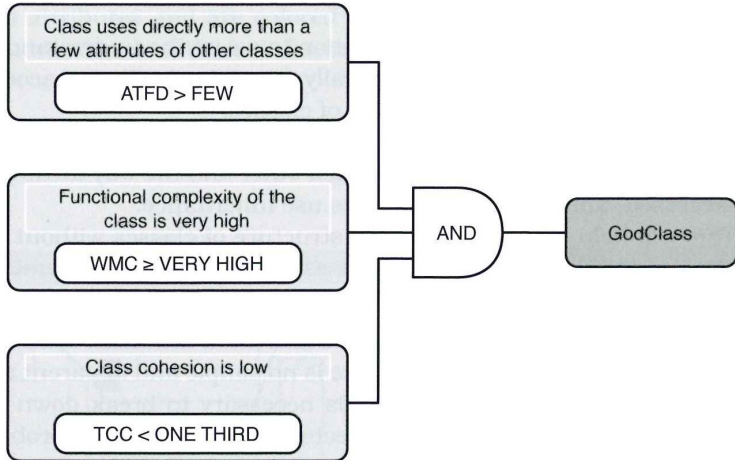 Class uses directly more than a
few attributes of other classes
ATFD > FEW
Functional complexity of the
class is very high
WMC ≥ VERY HIGH
AND
GodClass
Class cohesion is low
TCC < ONE THIRD